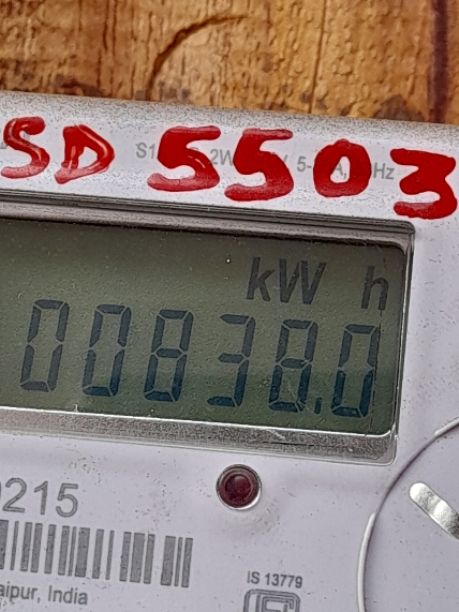 SD 5503
kW h
00838.0
0215
IS 13779
aipur, India